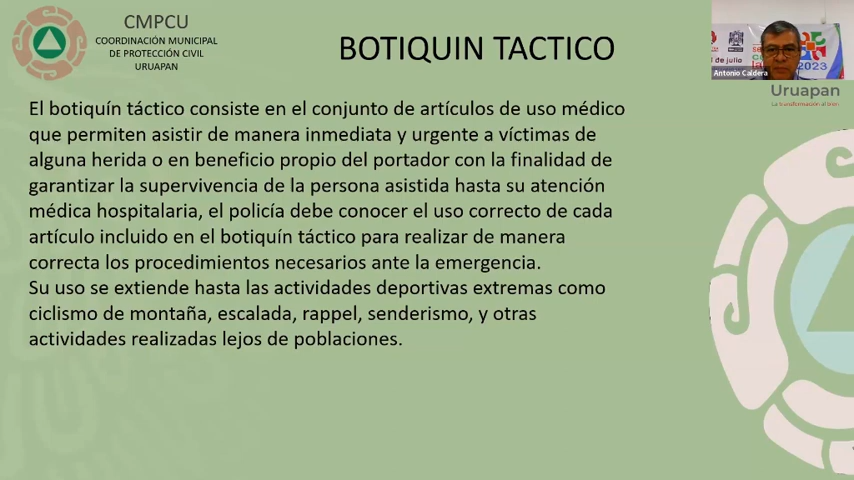 CMPCU
COORDINACIÓN MUNICIPAL
DE PROTECCIÓN CIVIL
URUAPAN
BOTIQUIN TACTICO
Antonio Caldera
2023
Uruapan
La transformación al bien
El botiquín táctico consiste en el conjunto de artículos de uso médico
que permiten asistir de manera inmediata y urgente a víctimas de
alguna herida o en beneficio propio del portador con la finalidad de
garantizar la supervivencia de la persona asistida hasta su atención
médica hospitalaria, el policía debe conocer el uso correcto de cada
artículo incluido en el botiquín táctico para realizar de manera
correcta los procedimientos necesarios ante la emergencia.
Su uso se extiende hasta las actividades deportivas extremas como
ciclismo de montaña, escalada, rappel, senderismo, y otras
actividades realizadas lejos de poblaciones.